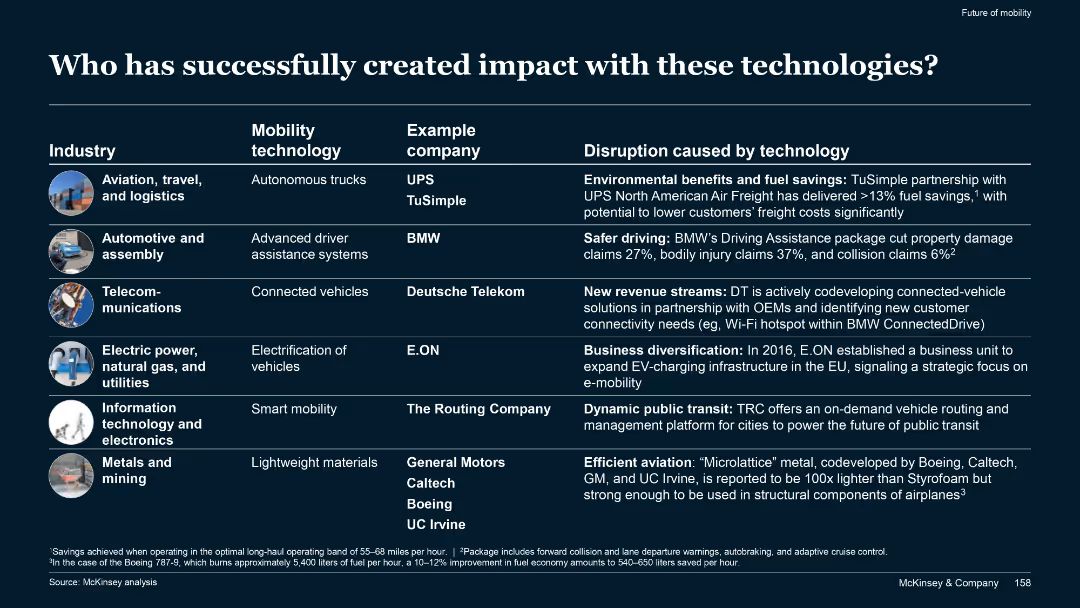 Future of mobility
Who has successfully created impact with these technologies?
Industry
Mobility
technology
Example
company
Disruption caused by technology
Aviation, travel,
and logistics
Autonomous trucks
UPS
TuSimple
Environmental benefits and fuel savings: TuSimple partnership with
UPS North American Air Freight has delivered >13% fuel savings,¹ with
potential to lower customers’ freight costs significantly
Automotive and
assembly
Advanced driver
assistance systems
BMW
Safer driving: BMW’s Driving Assistance package cut property damage
claims 27%, bodily injury claims 37%, and collision claims 6%²
Telecom-
munications
Connected vehicles
Deutsche Telekom
New revenue streams: DT is actively codeveloping connected-vehicle
solutions in partnership with OEMs and identifying new customer
connectivity needs (eg, Wi-Fi hotspot within BMW ConnectedDrive)
Electric power,
natural gas, and
utilities
Electrification of
vehicles
E.ON
Business diversification: In 2016, E.ON established a business unit to
expand EV-charging infrastructure in the EU, signaling a strategic focus on
e-mobility
Information
technology and
electronics
Smart mobility
The Routing Company
Dynamic public transit: TRC offers an on-demand vehicle routing and
management platform for cities to power the future of public transit
Metals and
mining
Lightweight materials
General Motors
Caltech
Boeing
UC Irvine
Efficient aviation: “Microlattice” metal, codeveloped by Boeing, Caltech,
GM, and UC Irvine, is reported to be 100x lighter than Styrofoam but
strong enough to be used in structural components of airplanes³
¹Savings achieved when operating in the optimal long-haul operating band of 55–68 miles per hour. | ²Package includes forward collision and lane departure warnings, autobraking, and adaptive cruise control.
³In the case of the Boeing 787-9, which burns approximately 5,400 liters of fuel per hour, a 10–12% improvement in fuel economy amounts to 540–650 liters saved per hour.
Source: McKinsey analysis
McKinsey & Company 158